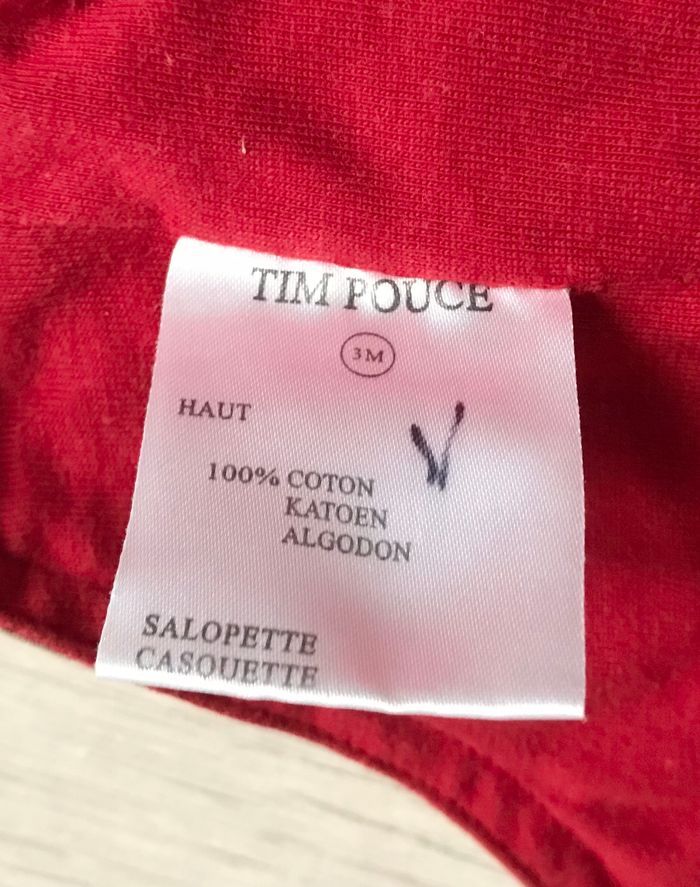 TIM POUCE
3M
HAUT
100% COTON
KATOEN
ALGODON
SALOPETTE
CASQUETTE